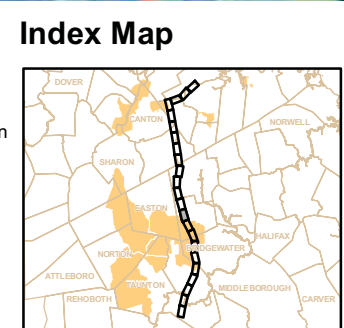 Index Map
n
DOVER
CANTON
NORWELL
SHARON
EASTON
HALIFAX
BRIDGEWATER
NORTON
ATTLEBORO
TAUNTON
MIDDLEBOROUGH
REHOBOTH
CARVER